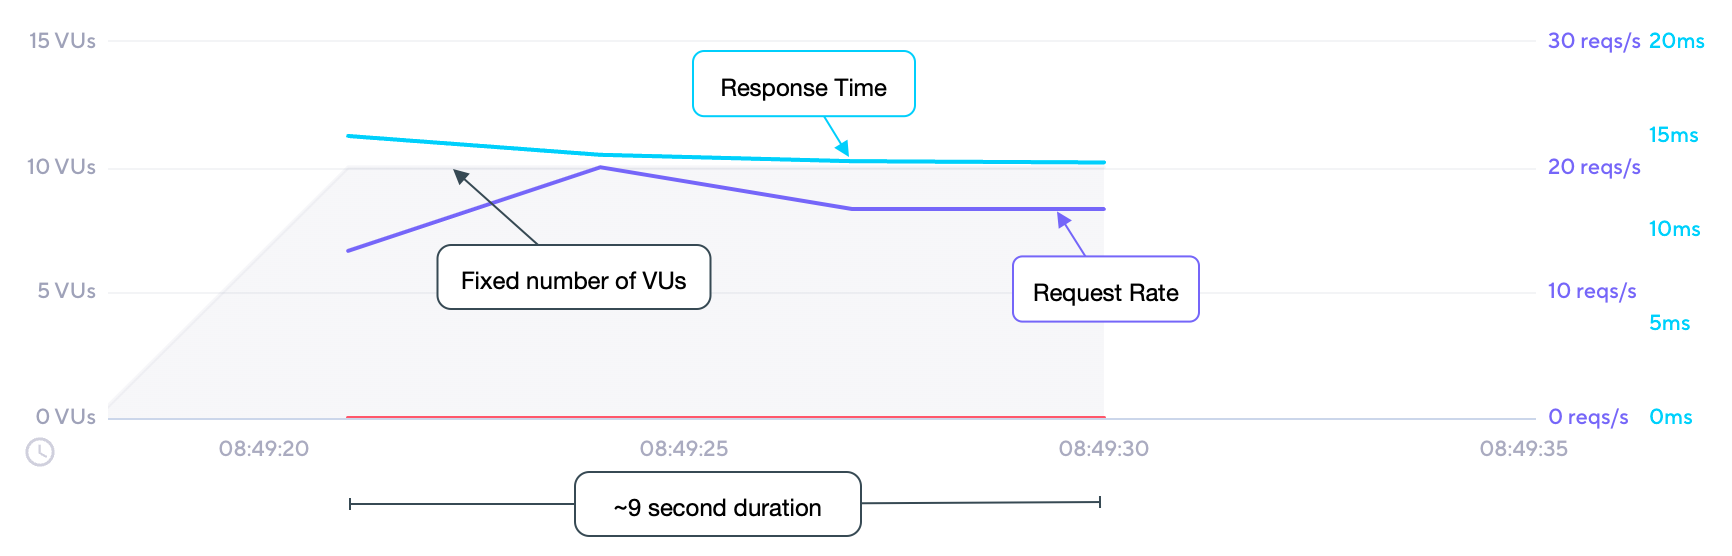 15 VUs
30 reqs/s 20ms
Response Time
15ms
10 VUs
20 reqs/s
10ms
Fixed number of VUs
5 VUs
Request Rate
10 reqs/s
5ms
0 VUs
0 reqs/s 0ms
08:49:20 08:49:25 08:49:30 08:49:35
~9 second duration